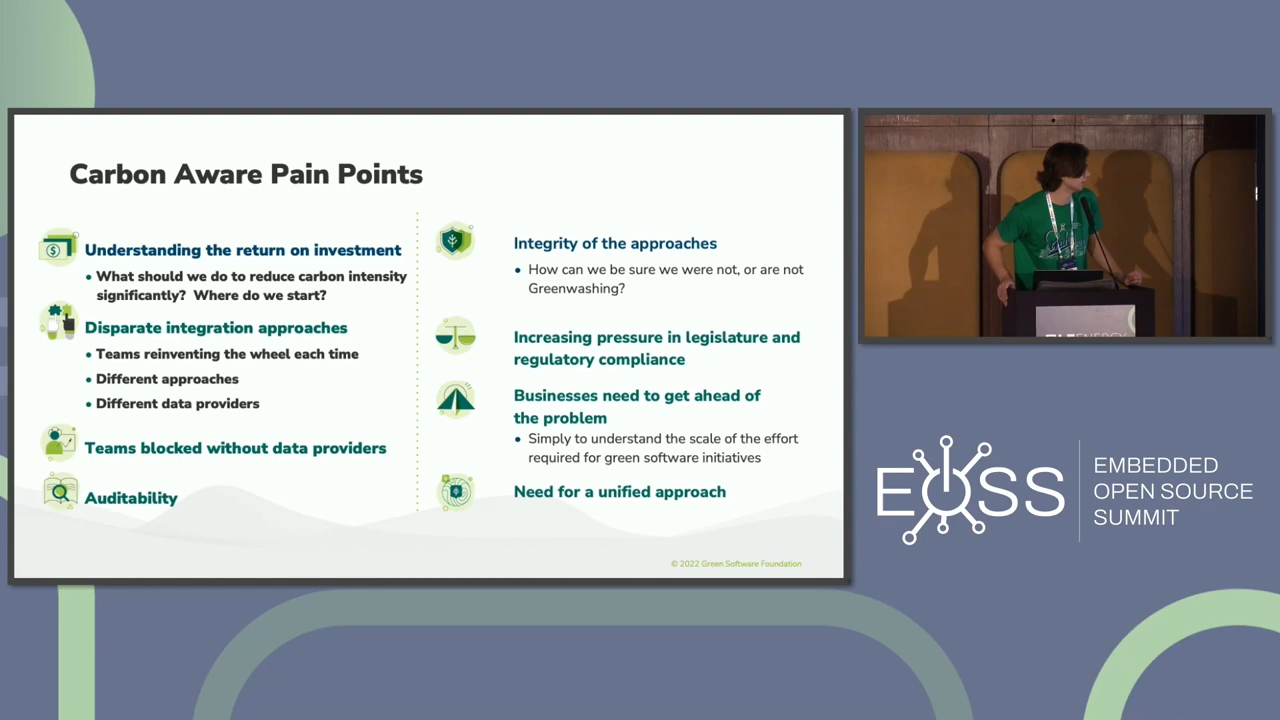 Carbon Aware Pain Points
Understanding the return on investment
• What should we do to reduce carbon intensity
significantly? Where do we start?
Disparate integration approaches
• Teams reinventing the wheel each time
• Different approaches
• Different data providers
Teams blocked without data providers
Auditability
Integrity of the approaches
• How can we be sure we were not, or are not
Greenwashing?
Increasing pressure in legislature and
regulatory compliance
Businesses need to get ahead of
the problem
• Simply to understand the scale of the effort
required for green software initiatives
Need for a unified approach
© 2022 Green Software Foundation
EOSS
EMBEDDED
OPEN SOURCE
SUMMIT